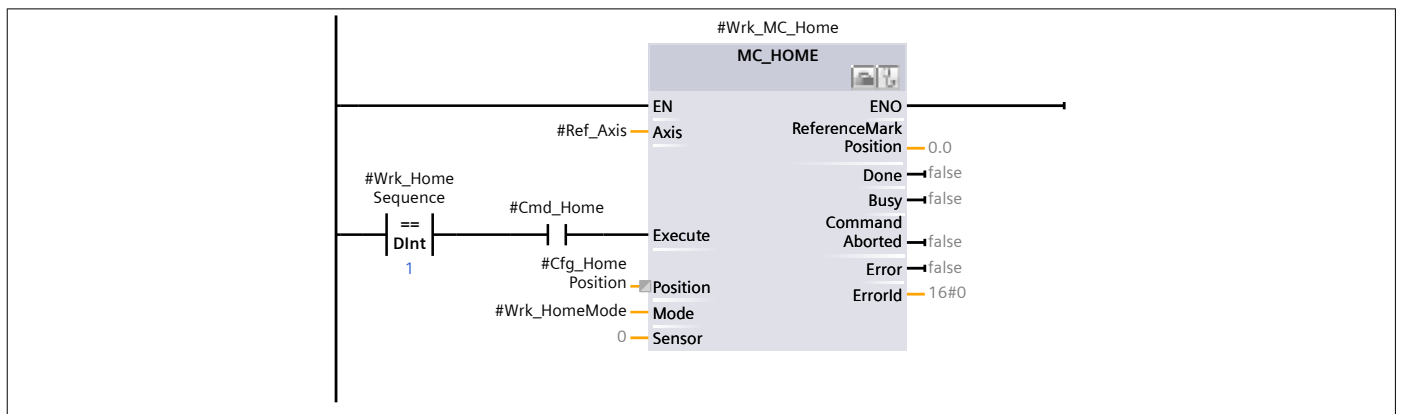 #Wrk_MC_Home
MC_HOME
EN
ENO
#Ref_Axis
Axis
ReferenceMark
Position
0.0
Done
false
Busy
false
Command
Aborted
false
Error
false
ErrorId
16#0
#Wrk_Home
Sequence
==
DInt
1
#Cmd_Home
Execute
#Cfg_Home
Position
Position
#Wrk_HomeMode
Mode
0
Sensor